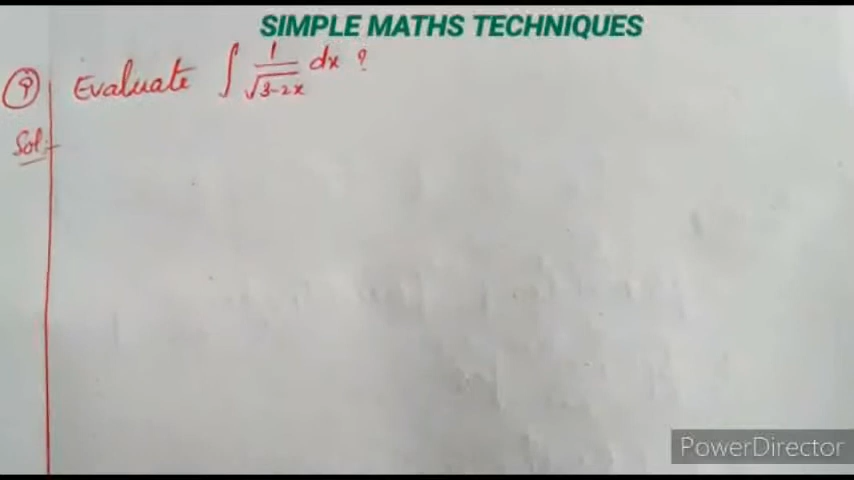 SIMPLE MATHS TECHNIQUES
Q Evaluate ∫ 1/√3-2x dx ?
Sol:-
PowerDirector